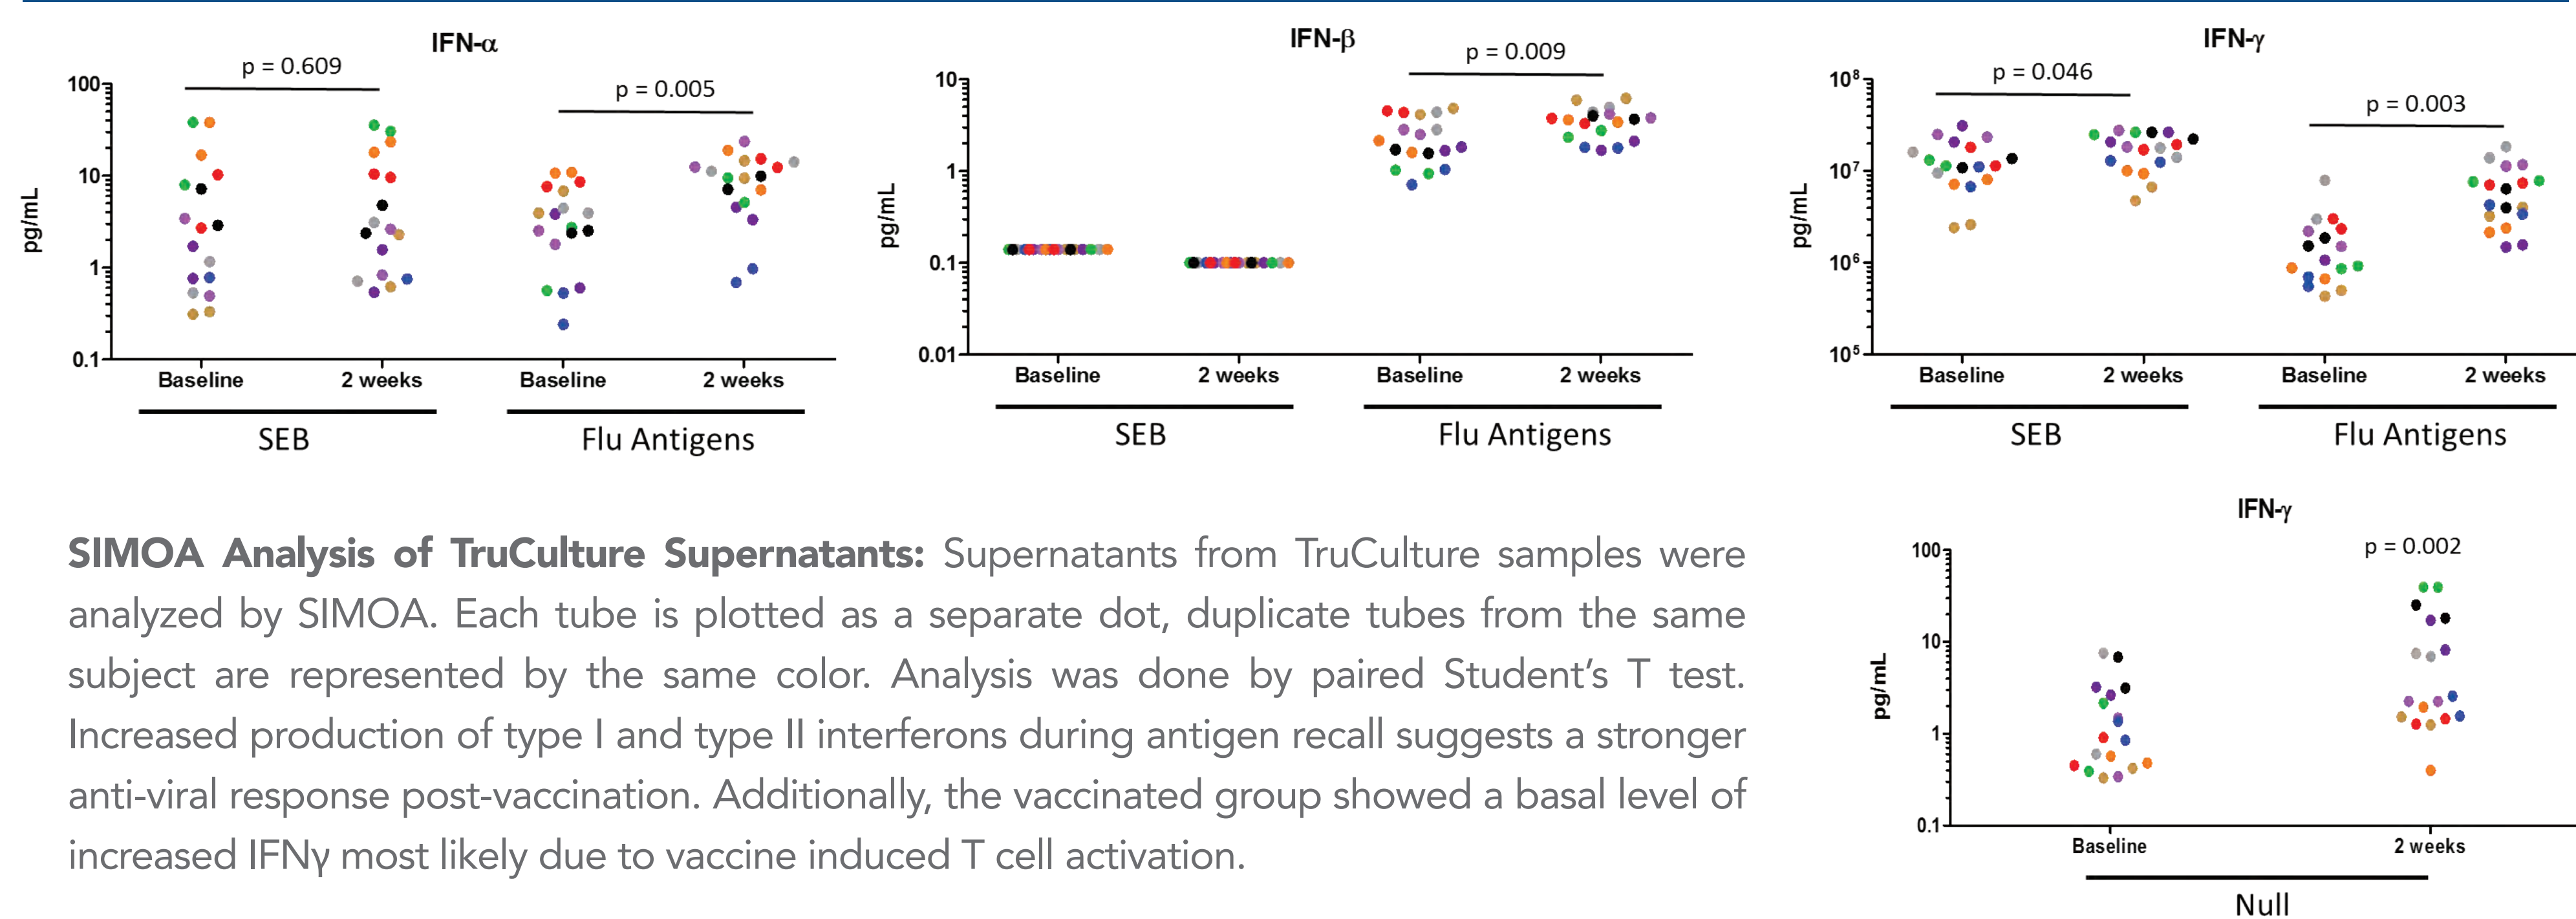 IFN-α
p = 0.609
p = 0.005
100
10
1
0.1
pg/mL
Baseline
2 weeks
Baseline
2 weeks
SEB
Flu Antigens
IFN-β
p = 0.009
10
1
0.1
0.01
pg/mL
Baseline
2 weeks
Baseline
2 weeks
SEB
Flu Antigens
IFN-γ
p = 0.046
p = 0.003
10⁸
10⁷
10⁶
10⁵
pg/mL
Baseline
2 weeks
Baseline
2 weeks
SEB
Flu Antigens
SIMOA Analysis of TruCulture Supernatants: Supernatants from TruCulture samples were
analyzed by SIMOA. Each tube is plotted as a separate dot, duplicate tubes from the same
subject are represented by the same color. Analysis was done by paired Student’s T test.
Increased production of type I and type II interferons during antigen recall suggests a stronger
anti-viral response post-vaccination. Additionally, the vaccinated group showed a basal level of
increased IFNγ most likely due to vaccine induced T cell activation.
IFN-γ
p = 0.002
100
10
1
0.1
pg/mL
Baseline
2 weeks
Null